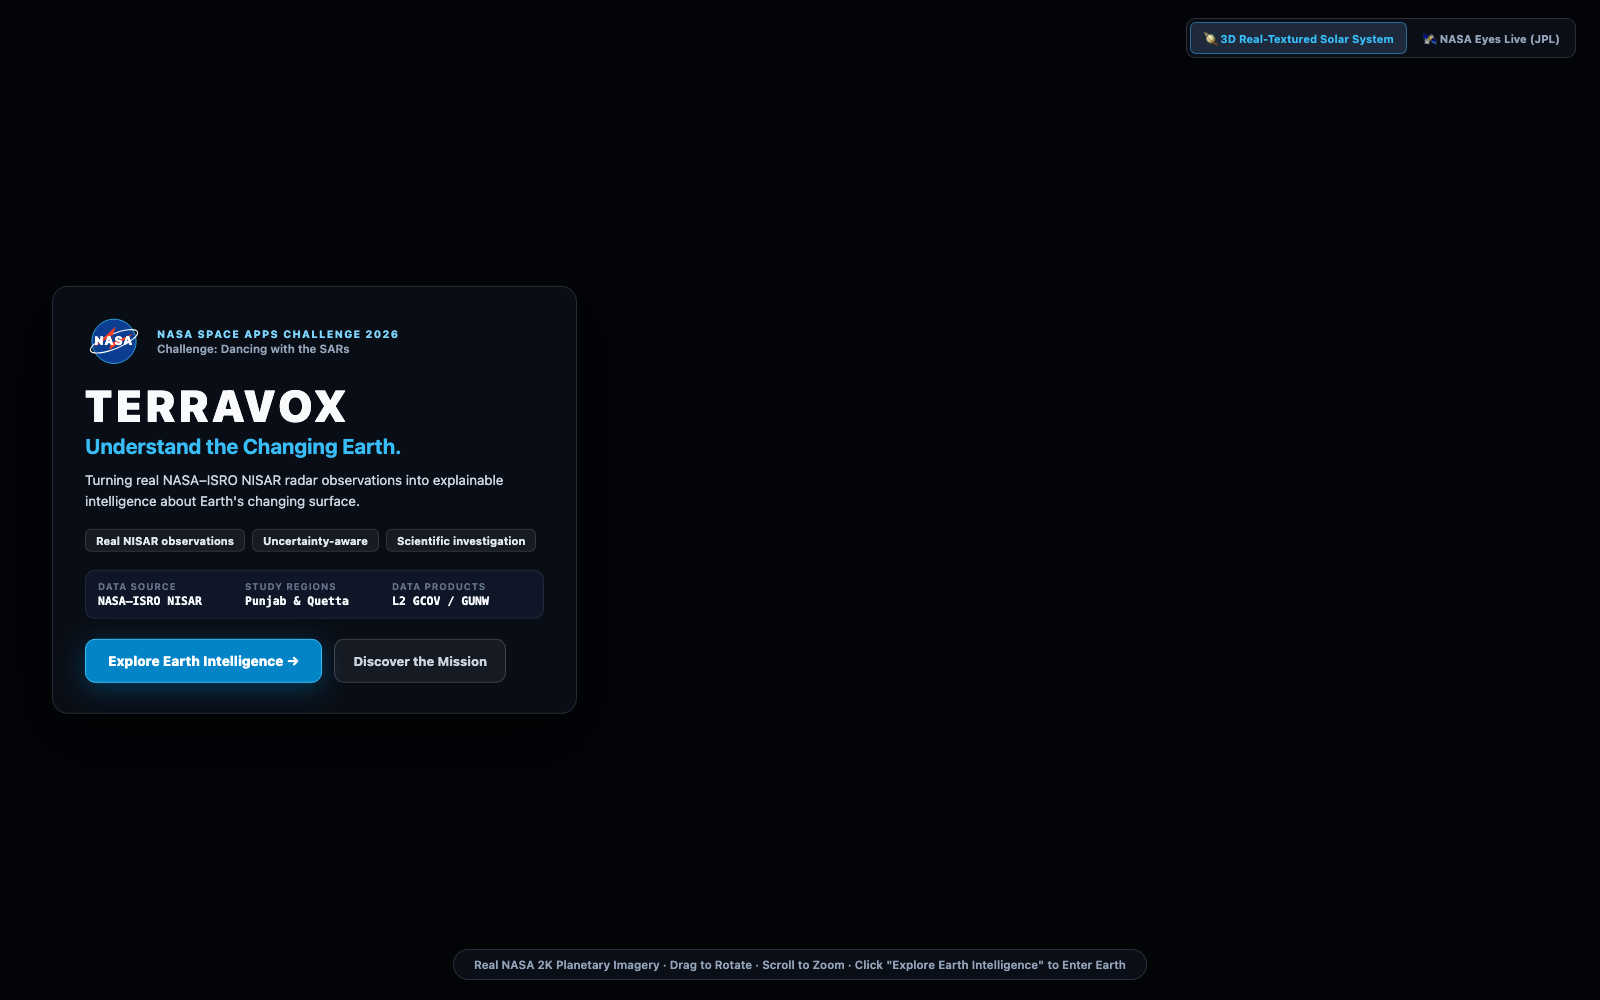 3D Real-Textured Solar System
NASA Eyes Live (JPL)
NASA
NASA SPACE APPS CHALLENGE 2026
Challenge: Dancing with the SARs
TERRAVOX
Understand the Changing Earth.
Turning real NASA–ISRO NISAR radar observations into explainable
intelligence about Earth's changing surface.
Real NISAR observations
Uncertainty-aware
Scientific investigation
DATA SOURCE
NASA–ISRO NISAR
STUDY REGIONS
Punjab & Quetta
DATA PRODUCTS
L2 GCOV / GUNW
Explore Earth Intelligence →
Discover the Mission
Real NASA 2K Planetary Imagery · Drag to Rotate · Scroll to Zoom · Click "Explore Earth Intelligence" to Enter Earth